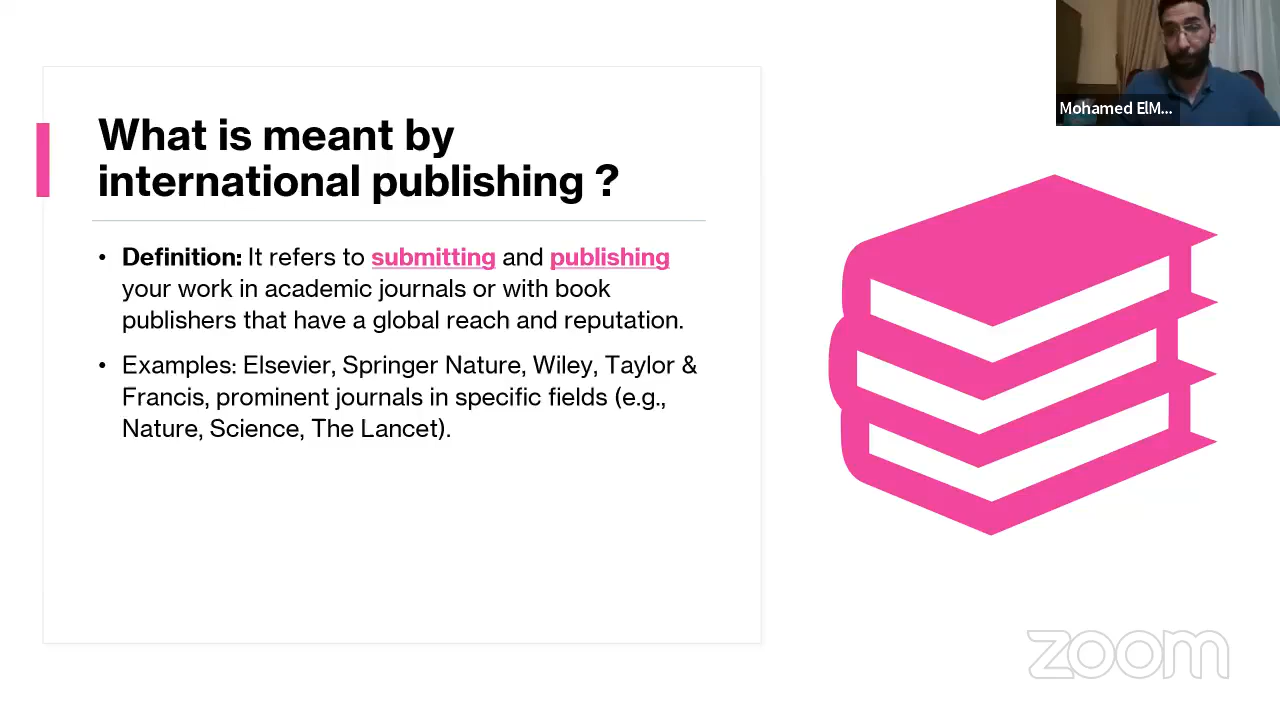 Mohamed ElM...
What is meant by
international publishing ?
• Definition: It refers to submitting and publishing
your work in academic journals or with book
publishers that have a global reach and reputation.
• Examples: Elsevier, Springer Nature, Wiley, Taylor &
Francis, prominent journals in specific fields (e.g.,
Nature, Science, The Lancet).
zoom